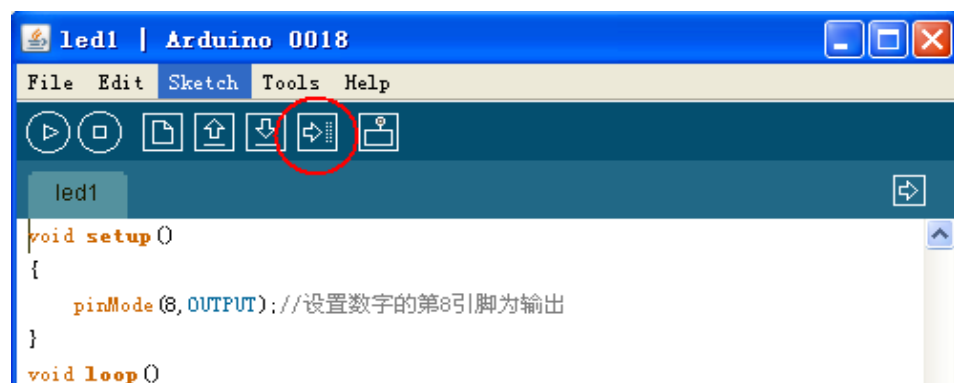 led1 | Arduino 0018
File Edit Sketch Tools Help
led1
void setup()
{
pinMode(8,OUTPUT);//设置数字的第8引脚为输出
}
void loop()